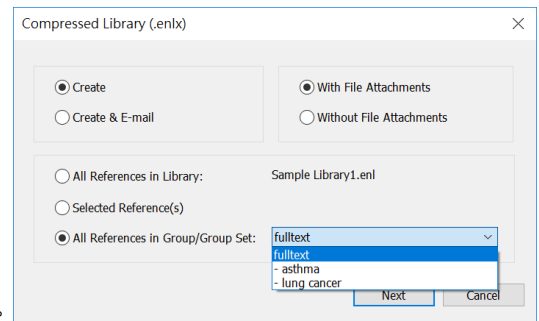 Compressed Library (.enlx)
Create
With File Attachments
Create & E-mail
Without File Attachments
All References in Library:
Sample Library1.enl
Selected Reference(s)
All References in Group/Group Set:
fulltext
fulltext
- asthma
- lung cancer
Next
Cancel
?